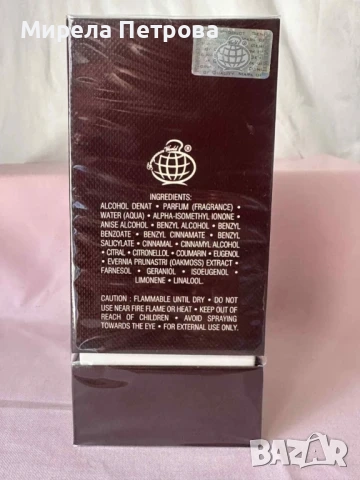 Мирела Петрова
World
®
INGREDIENTS:
ALCOHOL DENAT • PARFUM (FRAGRANCE) •
WATER (AQUA) • ALPHA-ISOMETHYL IONONE •
ANISE ALCOHOL • BENZYL ALCOHOL • BENZYL
BENZOATE • BENZYL CINNAMATE • BENZYL
SALICYLATE • CINNAMAL • CINNAMYL ALCOHOL
• CITRAL • CITRONELLOL • COUMARIN • EUGENOL
• EVERNIA PRUNASTRI (OAKMOSS) EXTRACT •
FARNESOL • GERANIOL • ISOEUGENOL •
LIMONENE • LINALOOL.
CAUTION : FLAMMABLE UNTIL DRY • DO NOT
USE NEAR FIRE FLAME OR HEAT • KEEP OUT OF
REACH OF CHILDREN • AVOID SPRAYING
TOWARDS THE EYE • FOR EXTERNAL USE ONLY.
BAZAR
bg